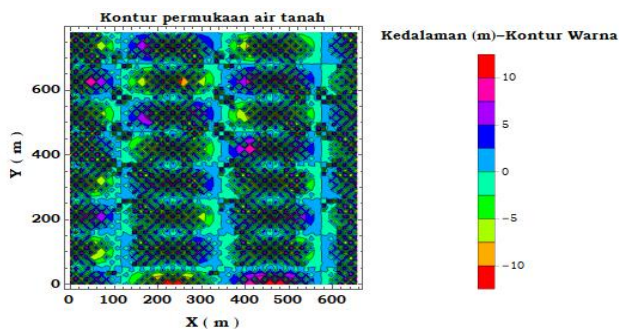 Kontur permukaan air tanah
Kedalaman (m)–Kontur Warna
10
5
0
−5
−10
600
400
200
0
Y ( m )
0 100 200 300 400 500 600
X ( m )